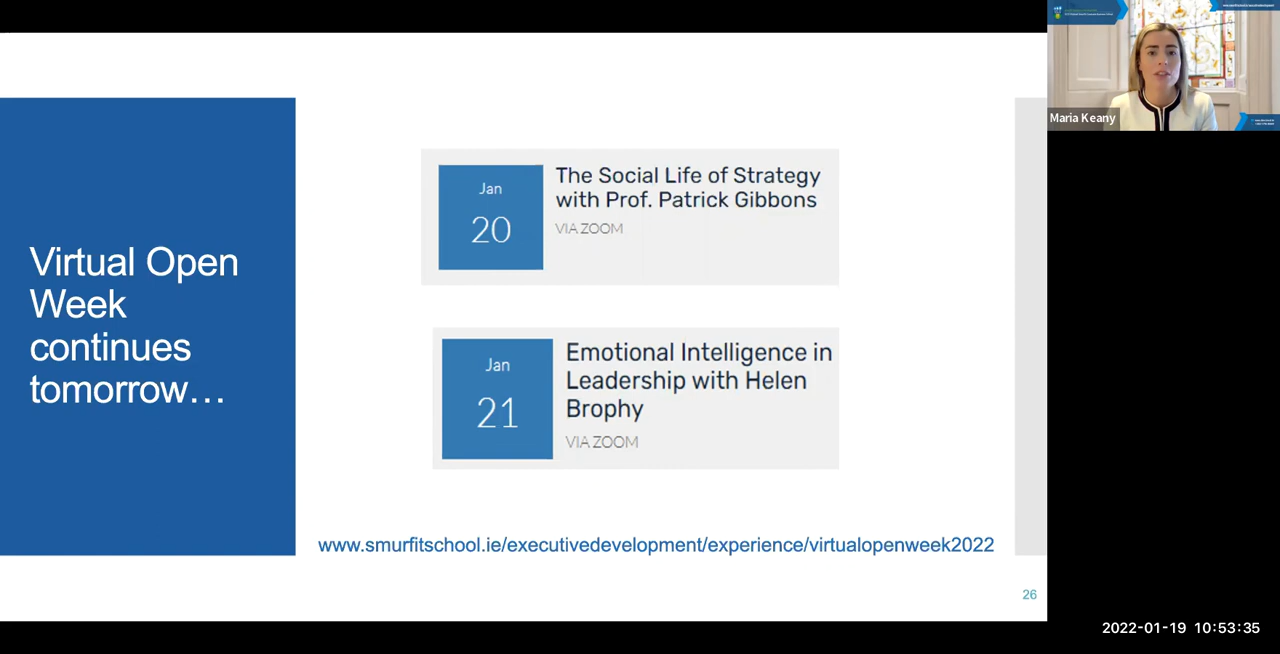 Virtual Open
Week
continues
tomorrow…
Jan
20
The Social Life of Strategy
with Prof. Patrick Gibbons
VIA ZOOM
Jan
21
Emotional Intelligence in
Leadership with Helen
Brophy
VIA ZOOM
www.smurfitschool.ie/executivedevelopment/experience/virtualopenweek2022
26
Maria Keany
2022-01-19 10:53:35